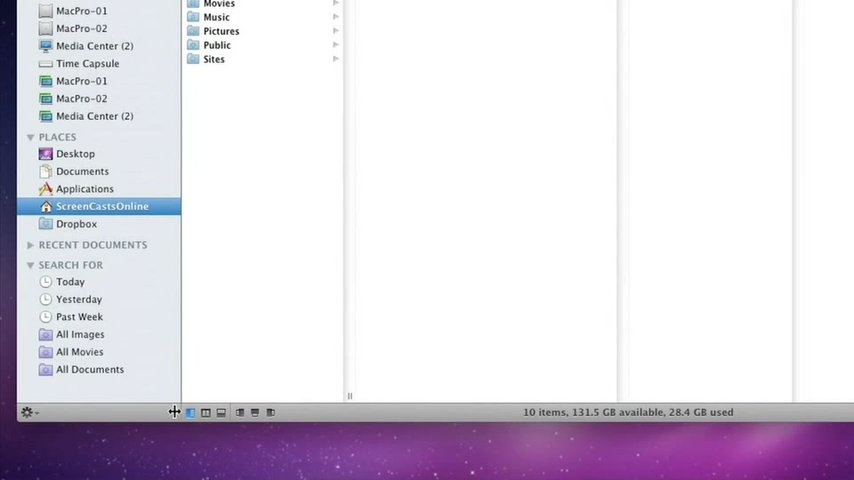 MacPro-01
MacPro-02
Media Center (2)
Time Capsule
MacPro-01
MacPro-02
Media Center (2)
PLACES
Desktop
Documents
Applications
ScreenCastsOnline
Dropbox
RECENT DOCUMENTS
SEARCH FOR
Today
Yesterday
Past Week
All Images
All Movies
All Documents
Movies
Music
Pictures
Public
Sites
10 items, 131.5 GB available, 28.4 GB used